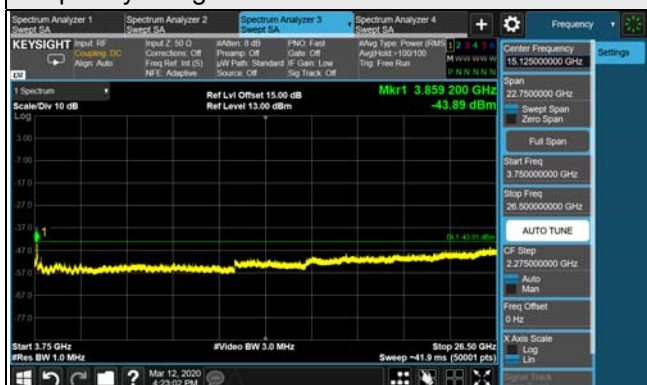 Spectrum Analyzer 1
Swept SA
Spectrum Analyzer 2
Swept SA
Spectrum Analyzer 3
Swept SA
Spectrum Analyzer 4
Swept SA
+
Frequency
KEYSIGHT
Input: RF
Coupling: DC
Align: Auto
Input Z: 50 Ω
Corrections: Off
Freq Ref: Int (S)
NFE: Adaptive
#Atten: 8 dB
Preamp: Off
µW Path: Standard
Source: Off
PNO: Fast
Gate: Off
IF Gain: Low
Sig Track: Off
#Avg Type: Power (RMS
Avg|Hold:>100/100
Trig: Free Run
1 2 3 4 5 6
M W W W W W
P N N N N N
1 Spectrum
Scale/Div 10 dB
Log
Ref Lvl Offset 15.00 dB
Ref Level 13.00 dBm
Mkr1 3.859 200 GHz
-43.89 dBm
3.00
-7.00
-17.0
-27.0
-37.0
-47.0
-57.0
-67.0
-77.0
1
Start 3.75 GHz
#Res BW 1.0 MHz
#Video BW 3.0 MHz
Stop 26.50 GHz
Sweep ~41.9 ms (50001 pts)
Center Frequency
15.125000000 GHz
Settings
Span
22.7500000 GHz
Swept Span
Zero Span
Full Span
Start Freq
3.750000000 GHz
Stop Freq
26.500000000 GHz
AUTO TUNE
CF Step
2.275000000 GHz
Auto
Man
Freq Offset
0 Hz
X Axis Scale
Log
Lin
Signal Track
?
Mar 12, 2020
4:23:02 PM